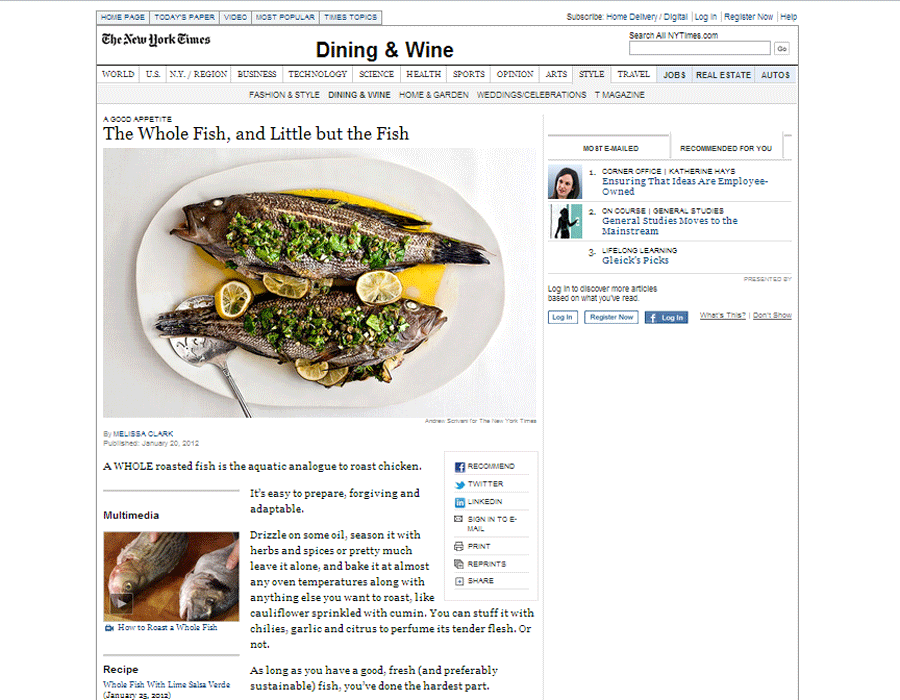 HOME PAGE TODAY'S PAPER VIDEO MOST POPULAR TIMES TOPICS
Subscribe: Home Delivery / Digital Log In Register Now Help
The New York Times
Dining & Wine
Search All NYTimes.com
Go
WORLD U.S. N.Y. / REGION BUSINESS TECHNOLOGY SCIENCE HEALTH SPORTS OPINION ARTS STYLE TRAVEL JOBS REAL ESTATE AUTOS
FASHION & STYLE DINING & WINE HOME & GARDEN WEDDINGS/CELEBRATIONS T MAGAZINE
A GOOD APPETITE
The Whole Fish, and Little but the Fish
Andrew Scrivani for The New York Times
By MELISSA CLARK
Published: January 20, 2012
A WHOLE roasted fish is the aquatic analogue to roast chicken.
It's easy to prepare, forgiving and
adaptable.
Drizzle on some oil, season it with
herbs and spices or pretty much
leave it alone, and bake it at almost
any oven temperatures along with
anything else you want to roast, like
cauliflower sprinkled with cumin. You can stuff it with
chilies, garlic and citrus to perfume its tender flesh. Or
not.
As long as you have a good, fresh (and preferably
sustainable) fish, you've done the hardest part.
Multimedia
How to Roast a Whole Fish
Recipe
Whole Fish With Lime Salsa Verde
(January 25, 2012)
RECOMMEND
TWITTER
LINKEDIN
SIGN IN TO E-
MAIL
PRINT
REPRINTS
SHARE
MOST E-MAILED RECOMMENDED FOR YOU
1. CORNER OFFICE | KATHERINE HAYS
Ensuring That Ideas Are Employee-
Owned
2. ON COURSE | GENERAL STUDIES
General Studies Moves to the
Mainstream
3. LIFELONG LEARNING
Gleick's Picks
PRESENTED BY
Log In to discover more articles
based on what you've read.
Log In Register Now f Log In What's This? | Don't Show